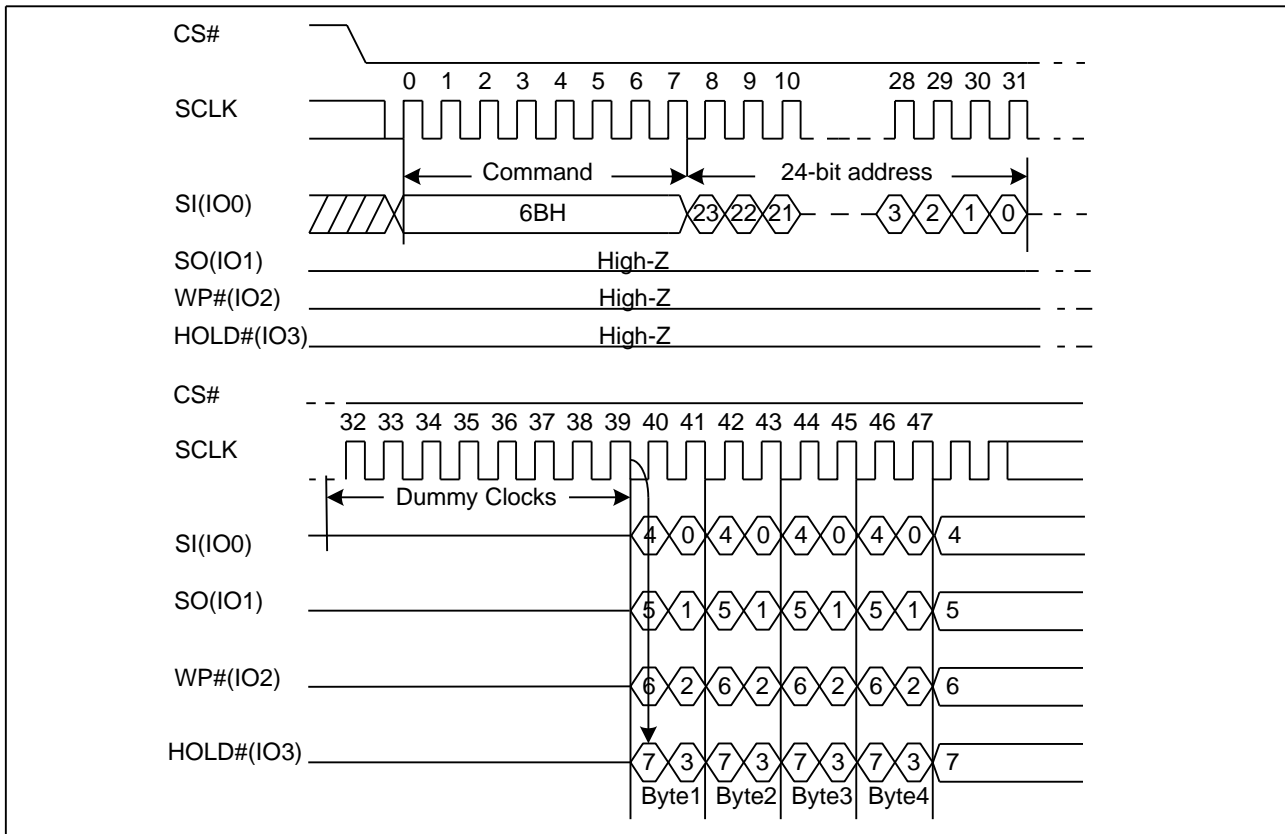 CS#
0 1 2 3 4 5 6 7 8 9 10 28 29 30 31
SCLK
Command 24-bit address
SI(IO0) 6BH 23 22 21 3 2 1 0
SO(IO1) High-Z
WP#(IO2) High-Z
HOLD#(IO3) High-Z
CS#
32 33 34 35 36 37 38 39 40 41 42 43 44 45 46 47
SCLK
Dummy Clocks
SI(IO0) 4 0 4 0 4 0 4 0 4
SO(IO1) 5 1 5 1 5 1 5 1 5
WP#(IO2) 6 2 6 2 6 2 6 2 6
HOLD#(IO3) 7 3 7 3 7 3 7 3 7
Byte1 Byte2 Byte3 Byte4